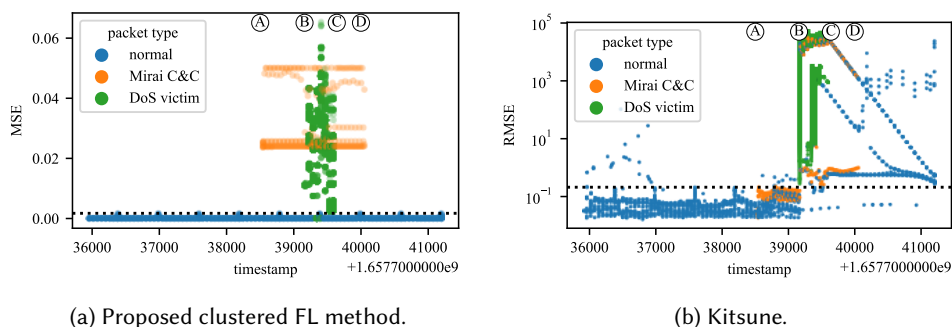 A B C D
packet type
normal
Mirai C&C
DoS victim
0.06
0.04
0.02
0.00
MSE
36000 37000 38000 39000 40000 41000
timestamp
+1.6577000000e9
(a) Proposed clustered FL method.
A B C D
packet type
normal
Mirai C&C
DoS victim
10^5
10^3
10^1
10^−1
RMSE
36000 37000 38000 39000 40000 41000
timestamp
+1.6577000000e9
(b) Kitsune.